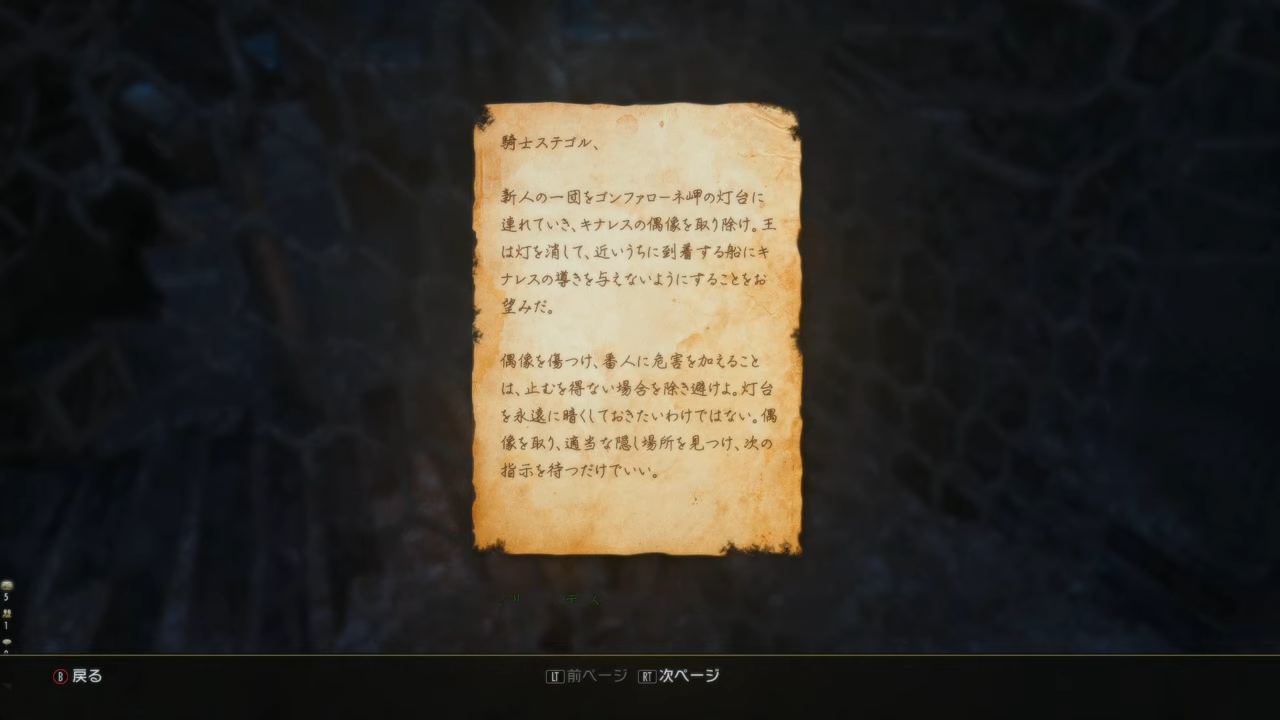 騎士ステゴル、
新人の一団をゴンファローネ岬の灯台に
連れていき、キナレスの偶像を取り除け。王
は灯を消して、近いうちに到着する船にキ
ナレスの導きを与えないようにすることをお
望みだ。
偶像を傷つけ、番人に危害を加えること
は、止むを得ない場合を除き避けよ。灯台
を永遠に暗くしておきたいわけではない。偶
像を取り、適当な隠し場所を見つけ、次の
指示を待つだけでいい。
5
1
B 戻る
LT 前ページ RT 次ページ